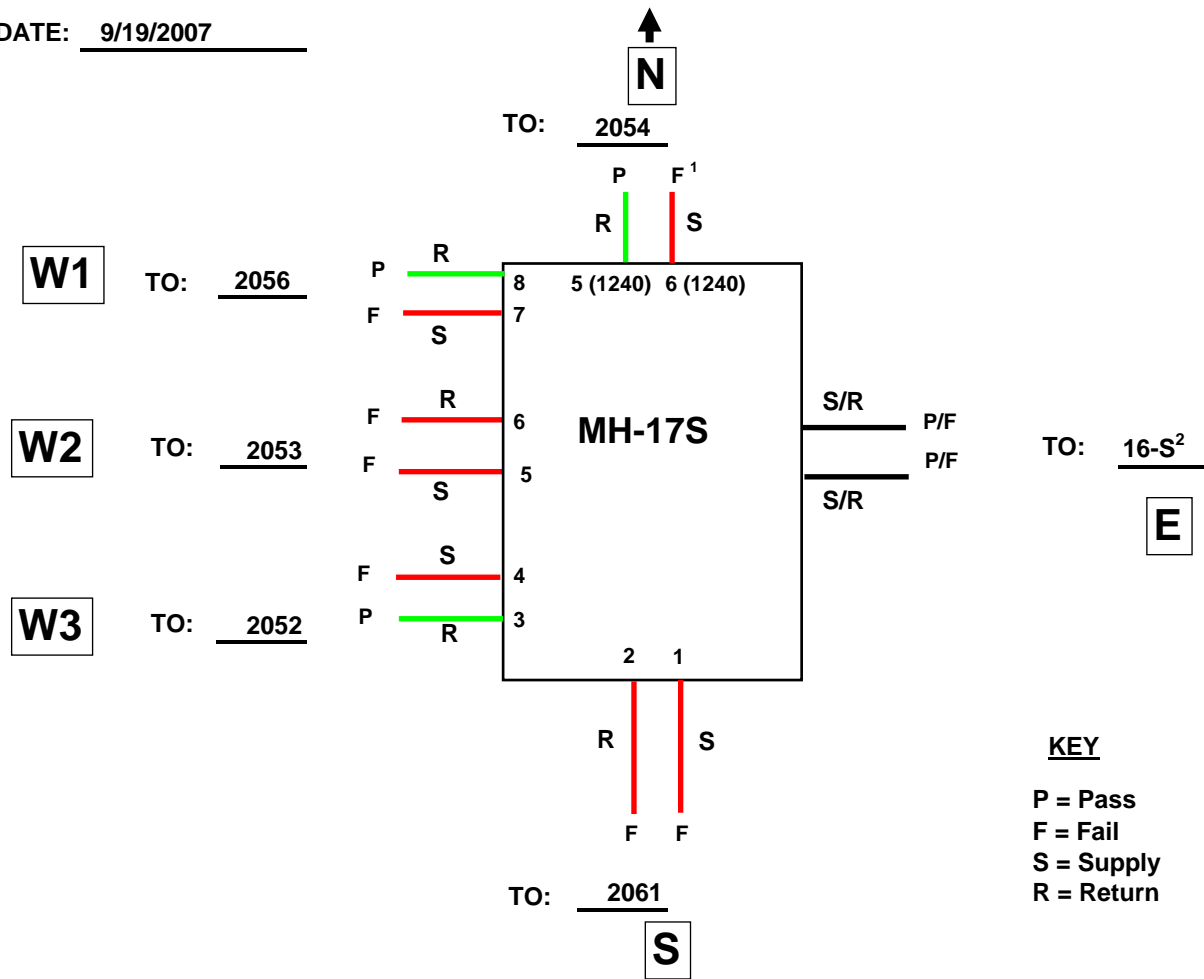 DATE: 9/19/2007
N
TO: 2054
P F 1
R S
W1 TO: 2056
P R 8 5 (1240) 6 (1240)
F S 7
W2 TO: 2053
F R 6
F S 5
MH-17S
S/R P/F
S/R P/F
TO: 16-S2
E
W3 TO: 2052
F S 4
P R 3
2 1
R S
F F
TO: 2061
S
KEY
P = Pass
F = Fail
S = Supply
R = Return